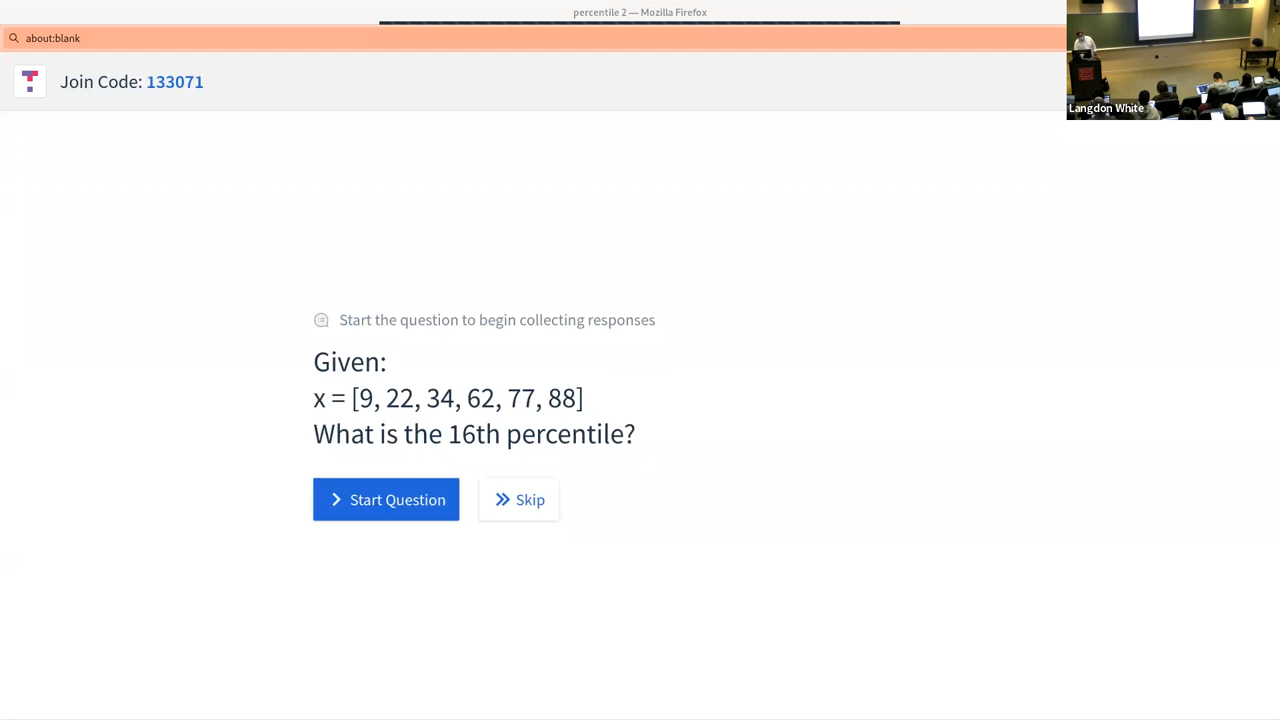 percentile 2 — Mozilla Firefox
about:blank
Join Code: 133071
Langdon White
Start the question to begin collecting responses
Given:
x = [9, 22, 34, 62, 77, 88]
What is the 16th percentile?
Start Question
Skip